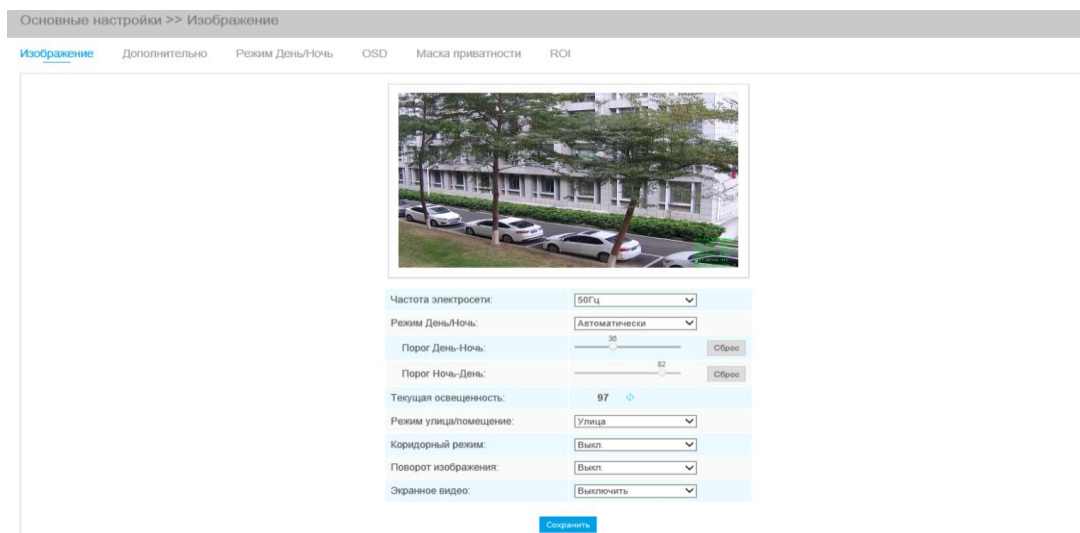 Основные настройки >> Изображение
Изображение Дополнительно Режим День/Ночь OSD Маска приватности ROI
Частота электросети: 50Гц
Режим День/Ночь: Автоматически
36
Порог День-Ночь: Сброс
82
Порог Ночь-День: Сброс
Текущая освещенность: 97
Режим улица/помещение: Улица
Коридорный режим: Выкл.
Поворот изображения: Выкл.
Экранное видео: Выключить
Сохранить